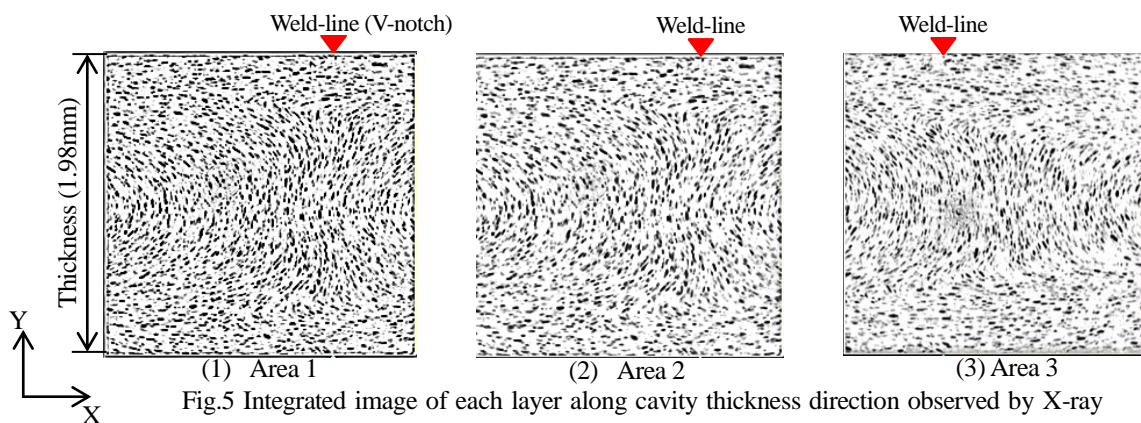 Weld-line (V-notch)
Weld-line
Weld-line
Thickness (1.98mm)
Y
X
(1) Area 1
(2) Area 2
(3) Area 3
Fig.5 Integrated image of each layer along cavity thickness direction observed by X-ray